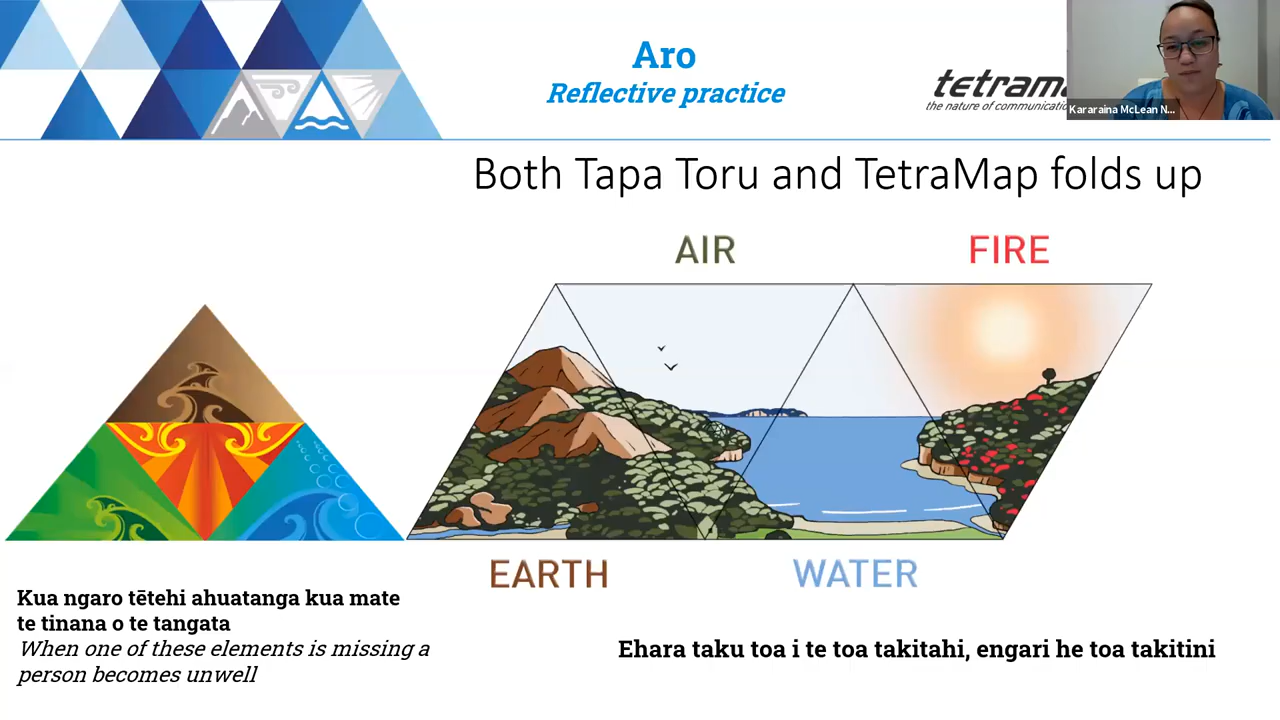 Aro
Reflective practice
the nature of
Kararaina McLean N...
Both Tapa Toru and TetraMap folds up
AIR
FIRE
EARTH
WATER
Kua ngaro tētehi ahuatanga kua mate
te tinana o te tangata
When one of these elements is missing a
person becomes unwell
Ehara taku toa i te toa takitahi, engari he toa takitini